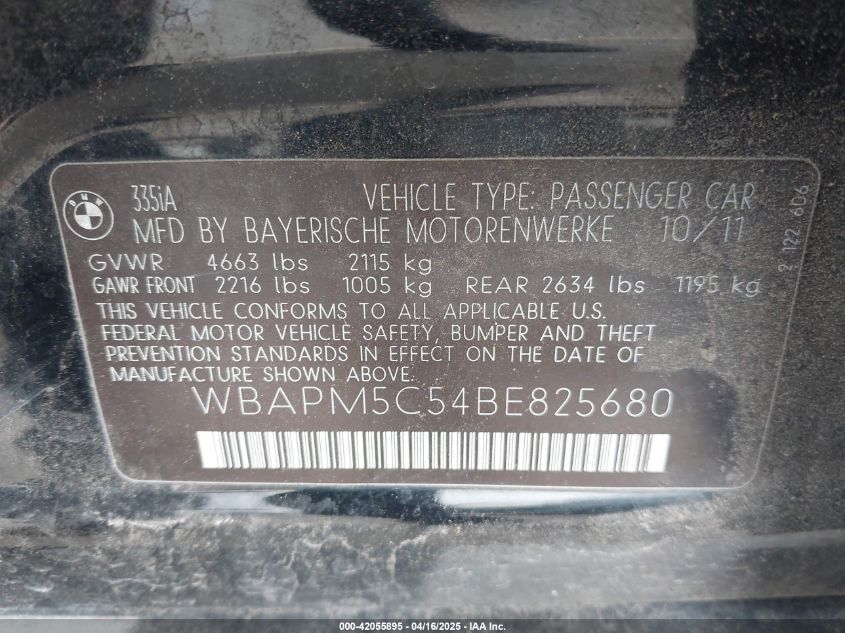 BMW
335iA VEHICLE TYPE: PASSENGER CAR
MFD BY BAYERISCHE MOTORENWERKE 10/11
GVWR 4663 lbs 2115 kg
GAWR FRONT 2216 lbs 1005 kg REAR 2634 lbs 1195 kg
THIS VEHICLE CONFORMS TO ALL APPLICABLE U.S.
FEDERAL MOTOR VEHICLE SAFETY, BUMPER AND THEFT
PREVENTION STANDARDS IN EFFECT ON THE DATE OF
MANUFACTURE SHOWN ABOVE.
WBAPM5C54BE825680
2 122 606
000-42055895 - 04/16/2025 - IAA Inc.